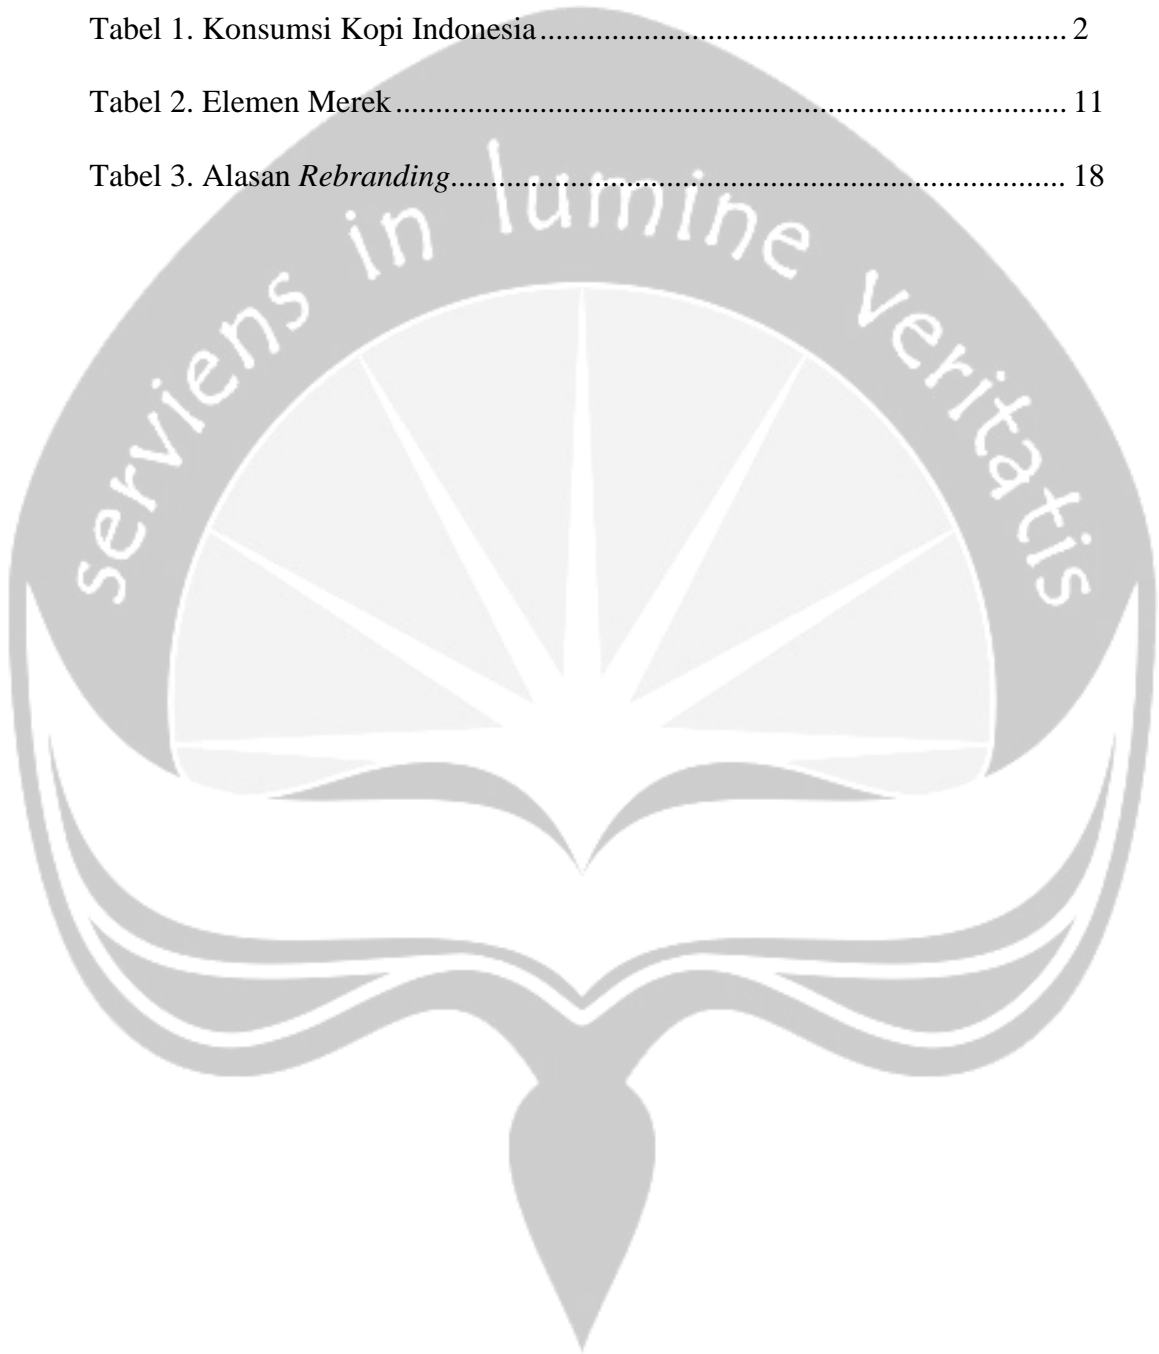 Tabel 1. Konsumsi Kopi Indonesia.................................................................. 2
Tabel 2. Elemen Merek.................................................................................... 11
Tabel 3. Alasan Rebranding............................................................................. 18
serviens in lumine veritatis